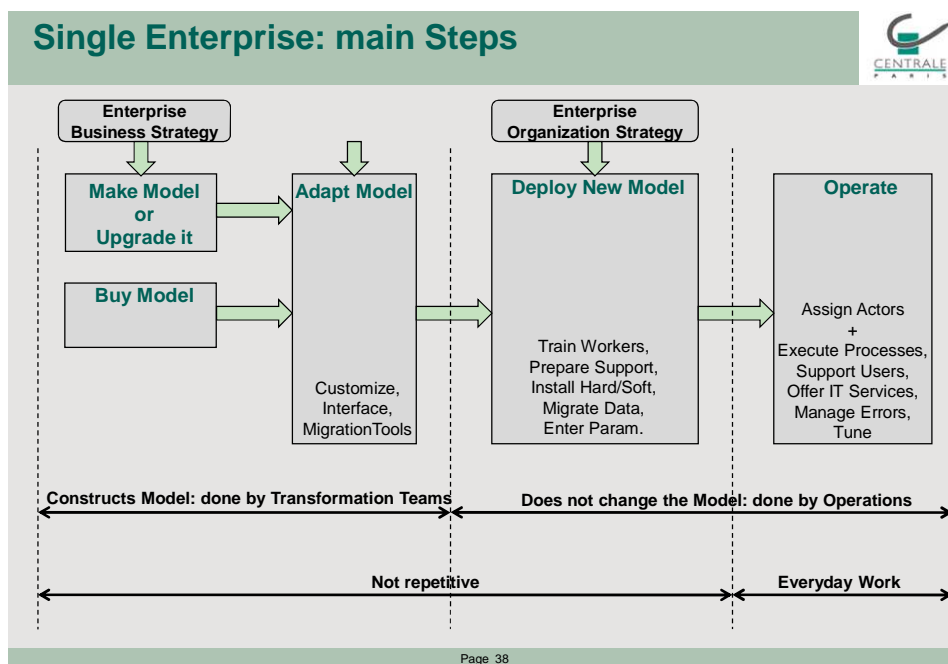 Single Enterprise: main Steps
CENTRALE
PARIS
Enterprise
Business Strategy
Enterprise
Organization Strategy
Make Model
or
Upgrade it
Adapt Model
Deploy New Model
Operate
Buy Model
Customize,
Interface,
MigrationTools
Train Workers,
Prepare Support,
Install Hard/Soft,
Migrate Data,
Enter Param.
Assign Actors
+
Execute Processes,
Support Users,
Offer IT Services,
Manage Errors,
Tune
Constructs Model: done by Transformation Teams
Does not change the Model: done by Operations
Not repetitive
Everyday Work
Page 38